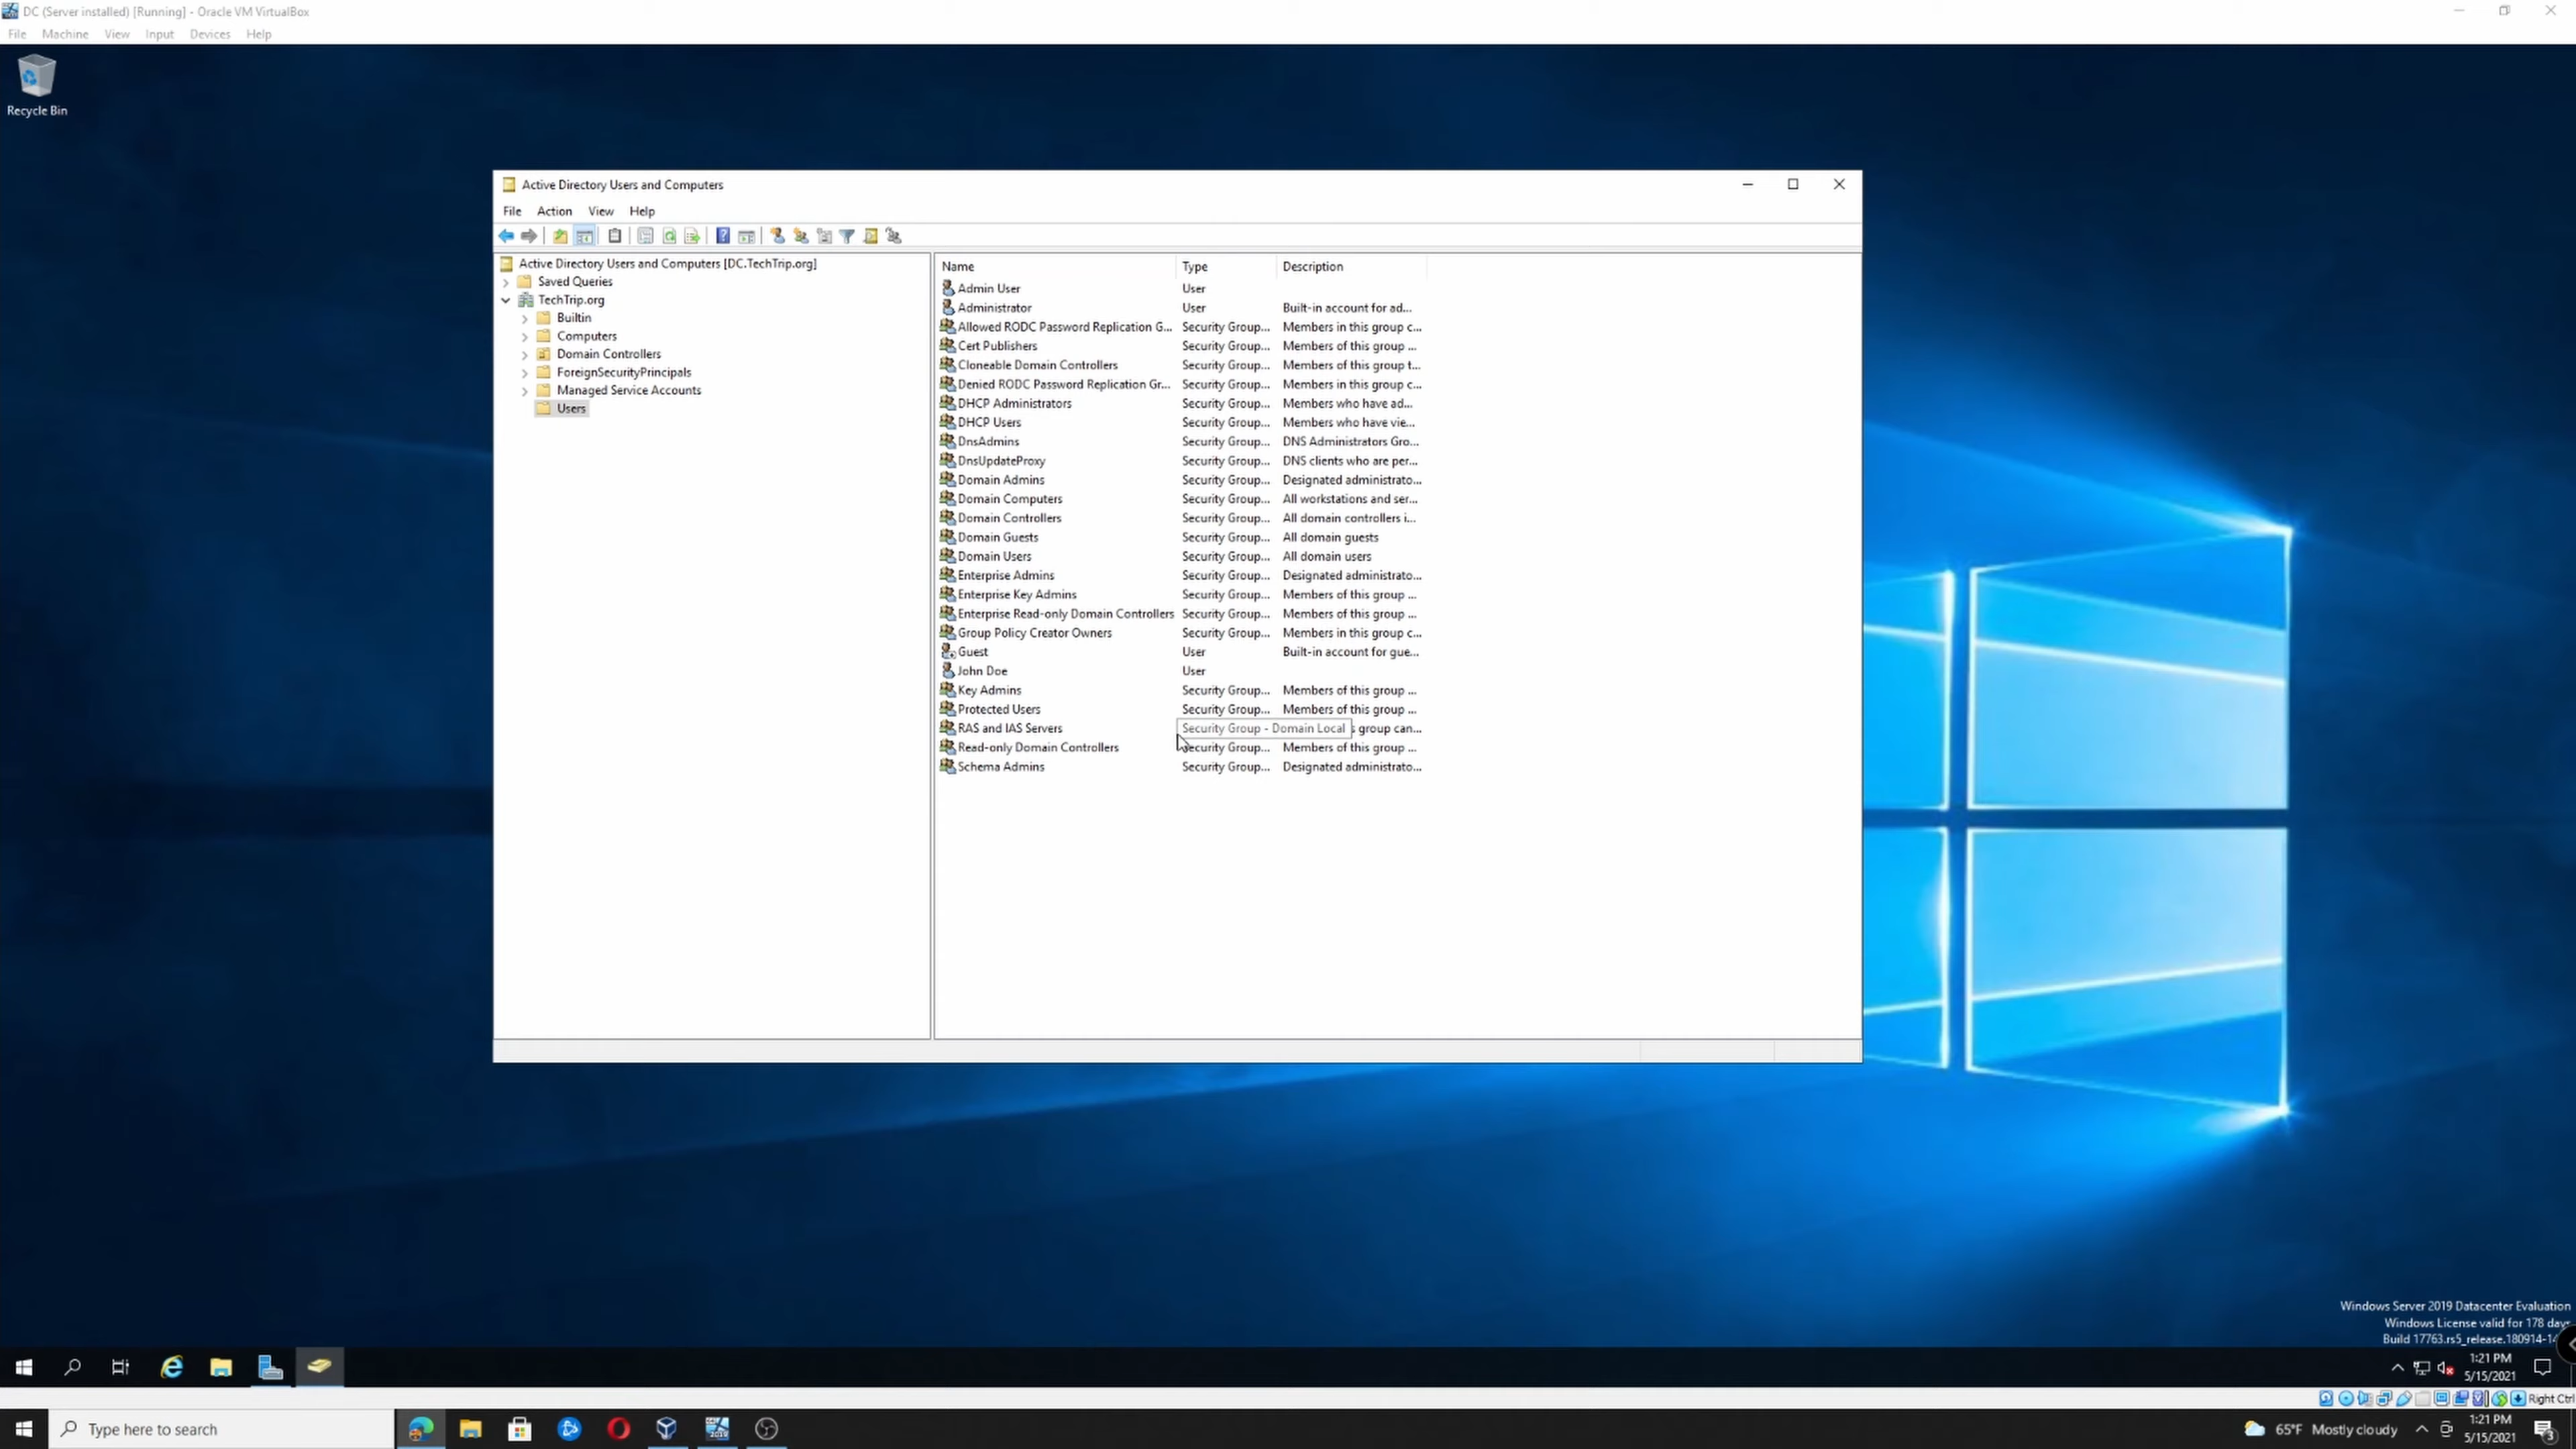 DC (Server installed) [Running] - Oracle VM VirtualBox
File Machine View Input Devices Help
Recycle Bin
Active Directory Users and Computers
File Action View Help
Active Directory Users and Computers [DC.TechTrip.org]
Saved Queries
TechTrip.org
Builtin
Computers
Domain Controllers
ForeignSecurityPrincipals
Managed Service Accounts
Users
Name Type Description
Admin User User
Administrator User Built-in account for ad...
Allowed RODC Password Replication G... Security Group... Members in this group c...
Cert Publishers Security Group... Members of this group ...
Cloneable Domain Controllers Security Group... Members of this group t...
Denied RODC Password Replication Gr... Security Group... Members in this group c...
DHCP Administrators Security Group... Members who have ad...
DHCP Users Security Group... Members who have vie...
DnsAdmins Security Group... DNS Administrators Gro...
DnsUpdateProxy Security Group... DNS clients who are per...
Domain Admins Security Group... Designated administrato...
Domain Computers Security Group... All workstations and ser...
Domain Controllers Security Group... All domain controllers i...
Domain Guests Security Group... All domain guests
Domain Users Security Group... All domain users
Enterprise Admins Security Group... Designated administrato...
Enterprise Key Admins Security Group... Members of this group ...
Enterprise Read-only Domain Controllers Security Group... Members of this group ...
Group Policy Creator Owners Security Group... Members in this group c...
Guest User Built-in account for gue...
John Doe User
Key Admins Security Group... Members of this group ...
Protected Users Security Group... Members of this group ...
RAS and IAS Servers Security Group - Domain Local s group can...
Read-only Domain Controllers Security Group... Members of this group ...
Schema Admins Security Group... Designated administrato...
Windows Server 2019 Datacenter Evaluation
Windows License valid for 178 days
Build 17763.rs5_release.180914-14
1:21 PM
5/15/2021
Right Ctrl
Type here to search
65°F Mostly cloudy
1:21 PM
5/15/2021
3